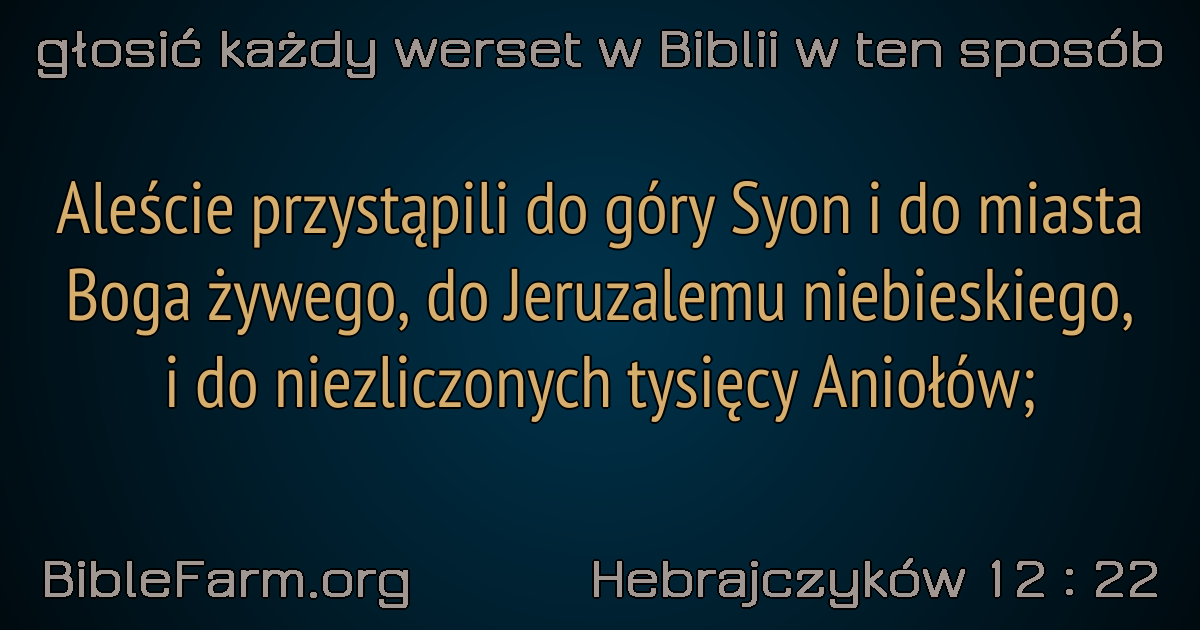 głosić każdy werset w Biblii w ten sposób
Aleście przystąpili do góry Syon i do miasta
Boga żywego, do Jeruzalemu niebieskiego,
i do niezliczonych tysięcy Aniołów;
BibleFarm.org
Hebrajczyków 12 : 22